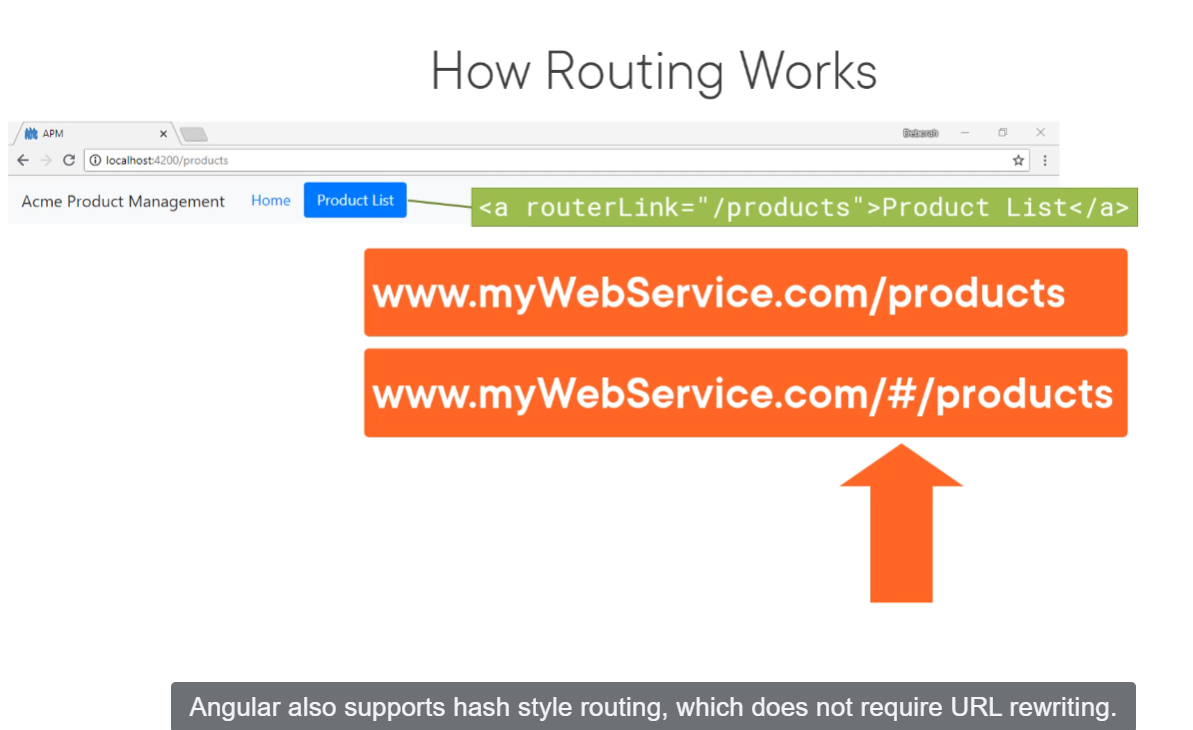 How Routing Works
APM
Deborah
localhost:4200/products
Acme Product Management Home Product List
<a routerLink="/products">Product List</a>
www.myWebService.com/products
www.myWebService.com/#/products
Angular also supports hash style routing, which does not require URL rewriting.